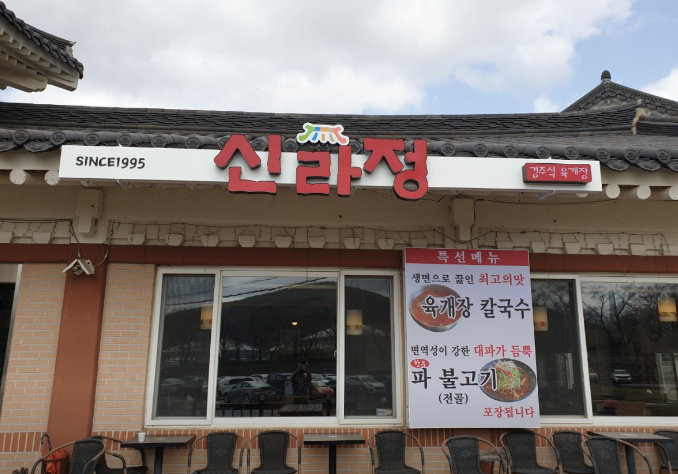 SINCE1995
신라정
경주식 육개장
특선메뉴
생면으로 끓인 최고의맛
육개장 칼국수
면역성이 강한 대파가 듬뿍
파 불고기
(전골)
포장됩니다